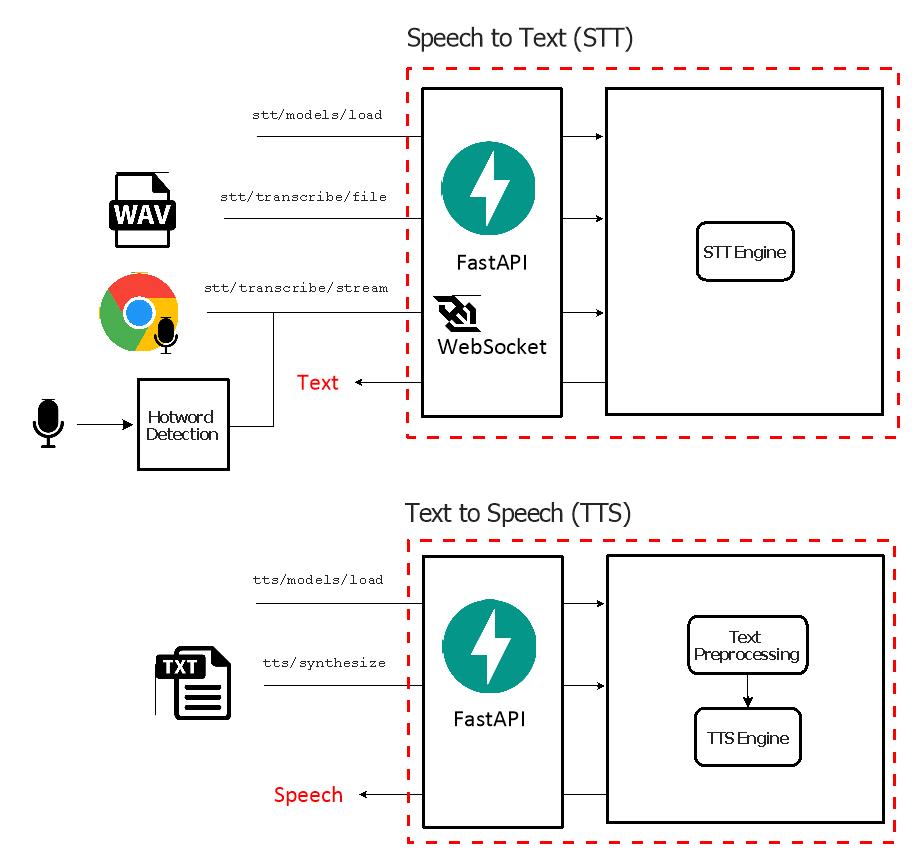 Speech to Text (STT)
stt/models/load
WAV
stt/transcribe/file
FastAPI
STT Engine
stt/transcribe/stream
WebSocket
Text
Hotword
Detection
Text to Speech (TTS)
tts/models/load
TXT
tts/synthesize
FastAPI
Text
Preprocessing
TTS Engine
Speech